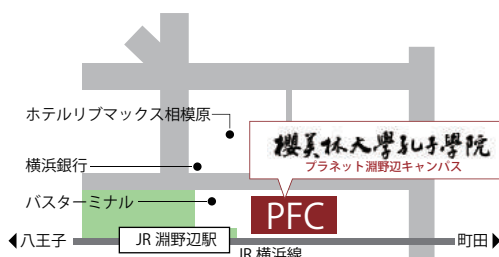 ホテルリブマックス相模原
櫻美林大學孔子學院
プラネット淵野辺キャンパス
横浜銀行
バスターミナル
PFC
八王子
JR 淵野辺駅
JR 横浜線
町田